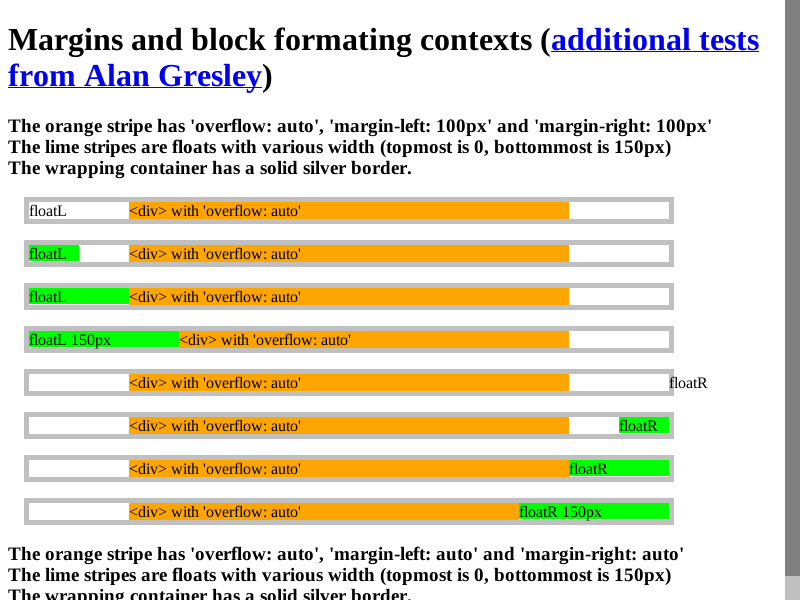 Margins and block formating contexts (additional tests
from Alan Gresley)
The orange stripe has 'overflow: auto', 'margin-left: 100px' and 'margin-right: 100px'
The lime stripes are floats with various width (topmost is 0, bottommost is 150px)
The wrapping container has a solid silver border.
floatL <div> with 'overflow: auto'
floatL <div> with 'overflow: auto'
floatL <div> with 'overflow: auto'
floatL 150px <div> with 'overflow: auto'
<div> with 'overflow: auto' floatR
<div> with 'overflow: auto' floatR
<div> with 'overflow: auto' floatR
<div> with 'overflow: auto' floatR 150px
The orange stripe has 'overflow: auto', 'margin-left: auto' and 'margin-right: auto'
The lime stripes are floats with various width (topmost is 0, bottommost is 150px)
The wrapping container has a solid silver border.